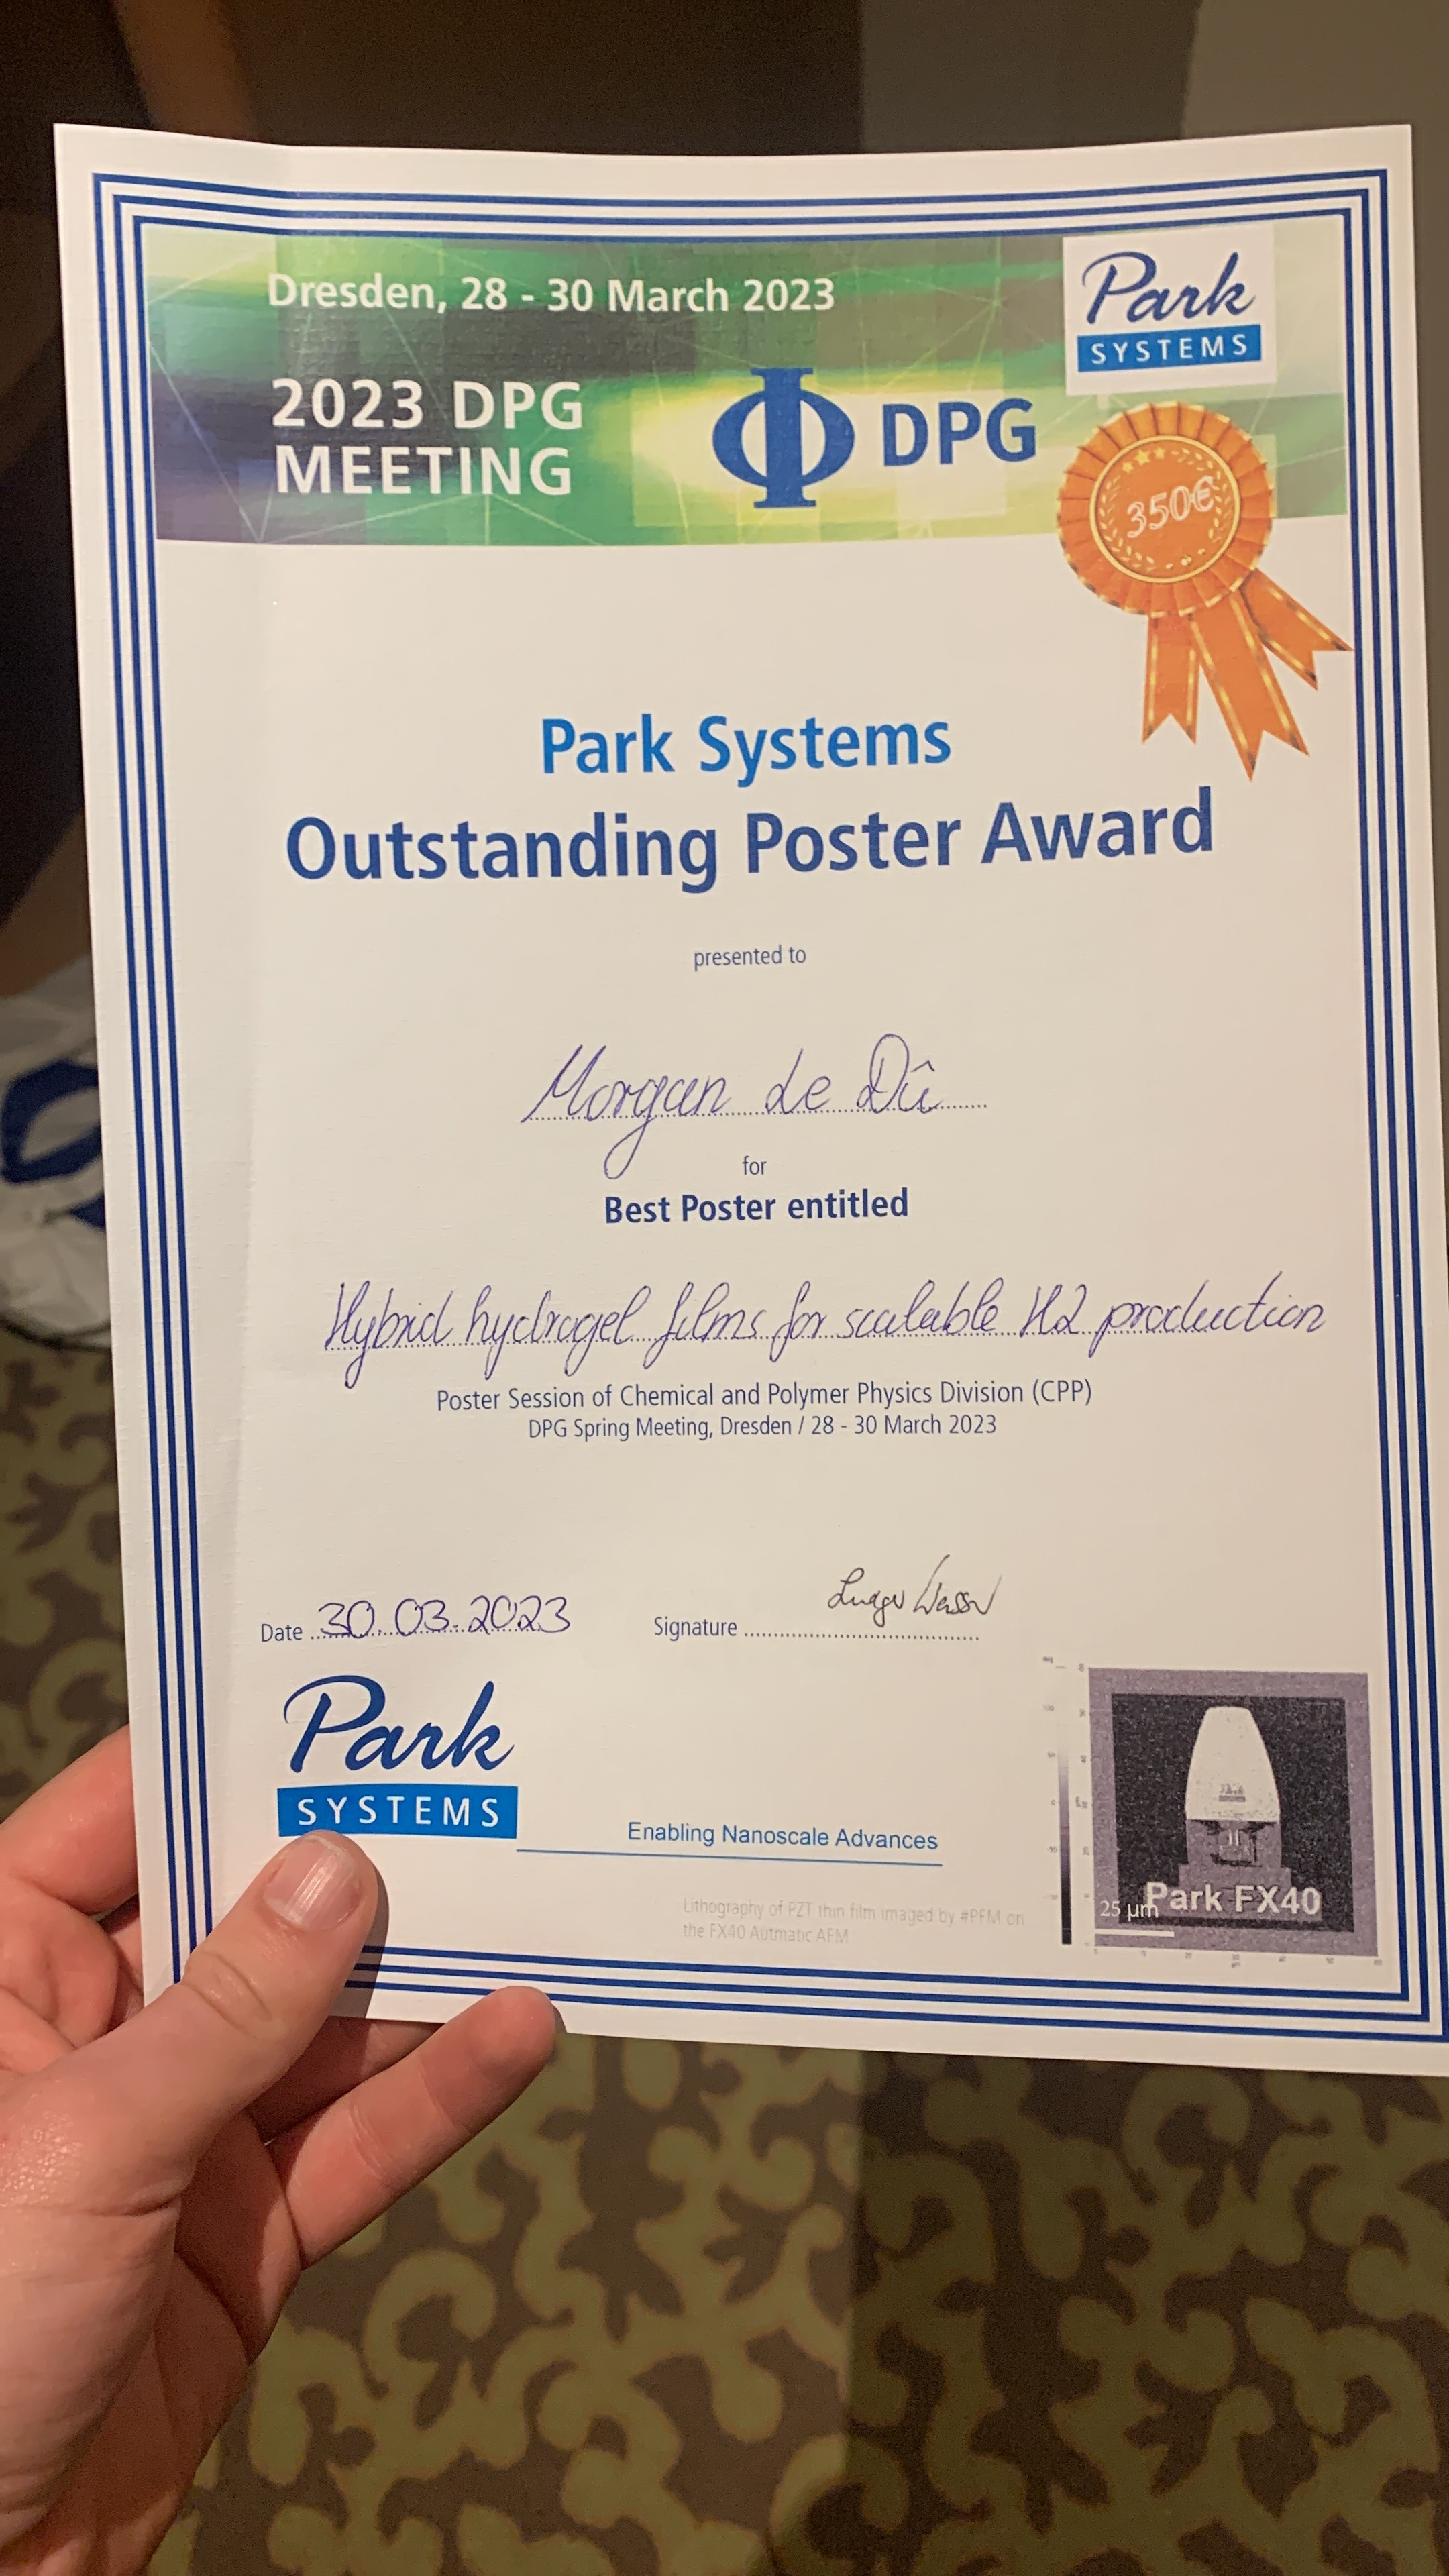 Dresden, 28 - 30 March 2023
Park
SYSTEMS
2023 DPG
MEETING
Φ DPG
350€
Park Systems
Outstanding Poster Award
presented to
Morgan Le Dû
for
Best Poster entitled
Hybrid hydrogel films for scalable H2 production
Poster Session of Chemical and Polymer Physics Division (CPP)
DPG Spring Meeting, Dresden / 28 - 30 March 2023
Date 30.03.2023
Signature
Park
SYSTEMS
Enabling Nanoscale Advances
Lithography of PZT thin film imaged by #PFM on
the FX40 Autmatic AFM
Park FX40
25 µm